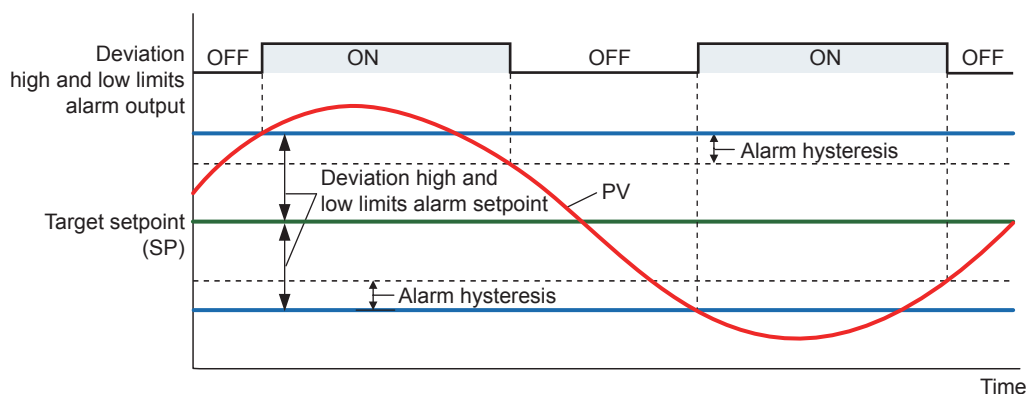 Deviation
high and low limits
alarm output
OFF
ON
OFF
ON
OFF
Alarm hysteresis
Deviation high and
low limits alarm setpoint
PV
Target setpoint
(SP)
Alarm hysteresis
Time